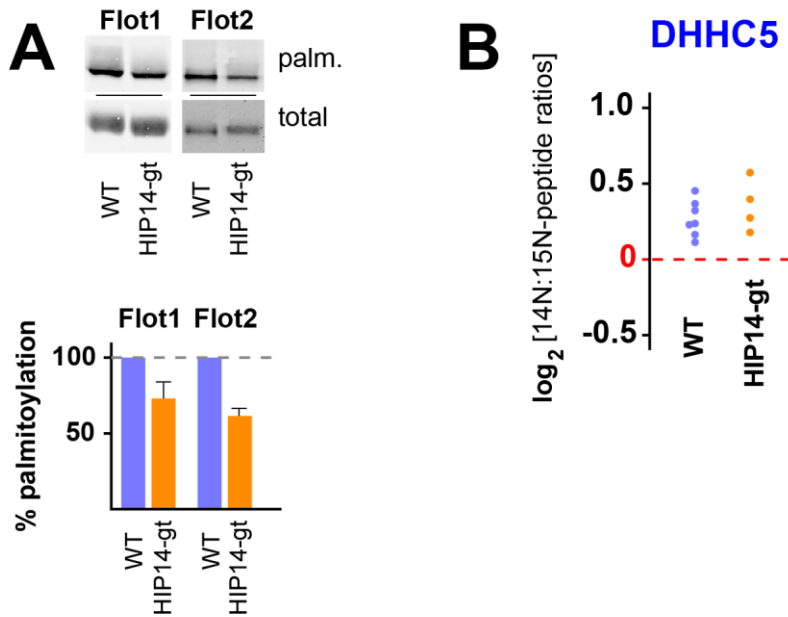 A
Flot1 Flot2
palm.
total
WT HIP14-gt WT HIP14-gt
Flot1 Flot2
% palmitoylation
100
50
WT HIP14-gt WT HIP14-gt
B
DHHC5
log2 [14N:15N-peptide ratios]
1.0
0.5
0
-0.5
WT HIP14-gt